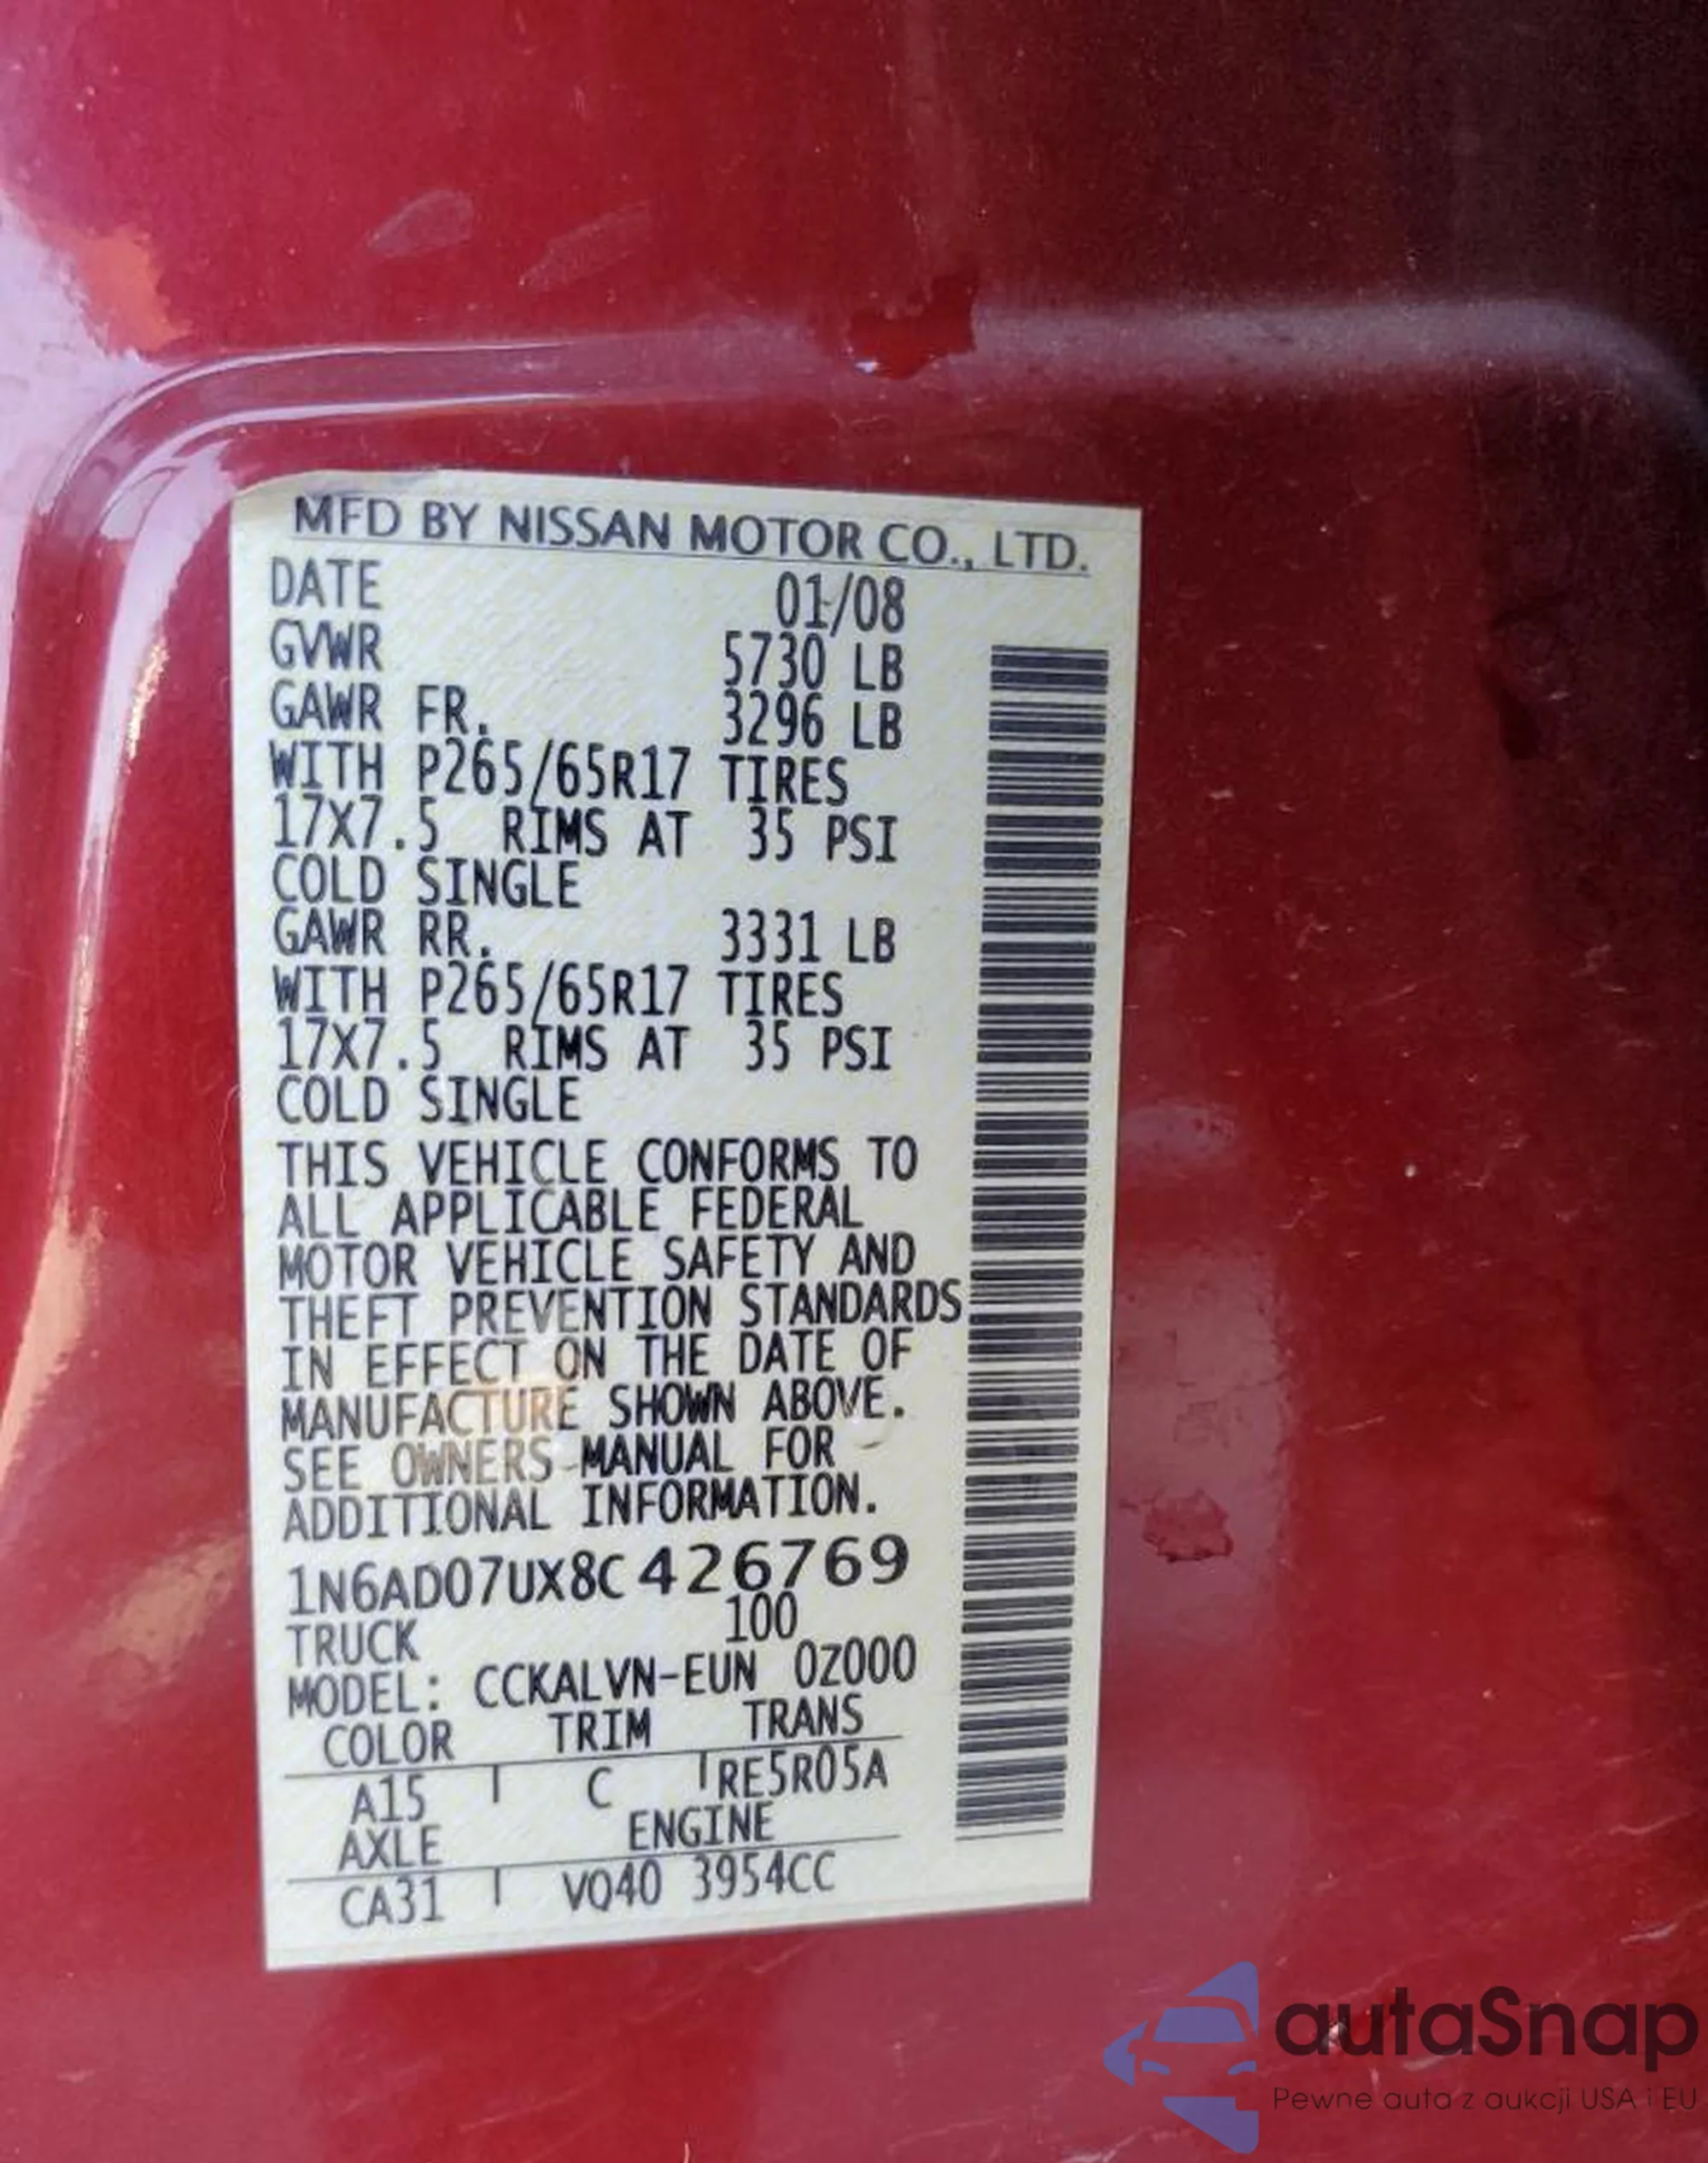 MFD BY NISSAN MOTOR CO., LTD.
DATE 01/08
GVWR 5730 LB
GAWR FR. 3296 LB
WITH P265/65R17 TIRES
17X7.5 RIMS AT 35 PSI
COLD SINGLE
GAWR RR. 3331 LB
WITH P265/65R17 TIRES
17X7.5 RIMS AT 35 PSI
COLD SINGLE
THIS VEHICLE CONFORMS TO
ALL APPLICABLE FEDERAL
MOTOR VEHICLE SAFETY AND
THEFT PREVENTION STANDARDS
IN EFFECT ON THE DATE OF
MANUFACTURE SHOWN ABOVE.
SEE OWNERS MANUAL FOR
ADDITIONAL INFORMATION.
1N6AD07UX8C426769
TRUCK 100
MODEL: CCKALVN-EUN 0Z000
COLOR TRIM TRANS
A15 C RE5R05A
AXLE ENGINE
CA31 VQ40 3954CC
autaSnap
Pewne auta z aukcji USA i EU